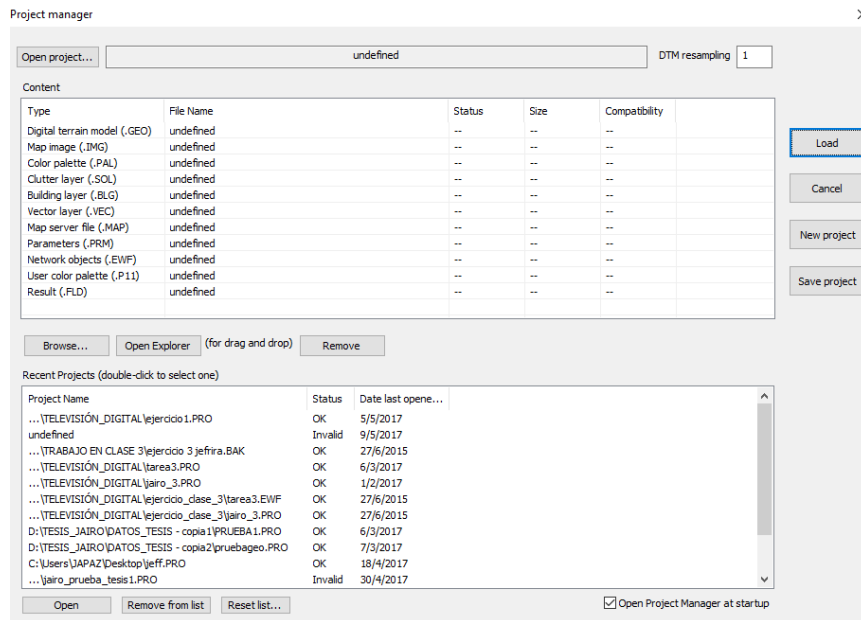 Project manager
Open project... undefined DTM resampling 1
Content
Type File Name Status Size Compatibility
Digital terrain model (.GEO) undefined -- -- --
Map image (.IMG) undefined -- -- --
Color palette (.PAL) undefined -- -- --
Clutter layer (.SOL) undefined -- -- --
Building layer (.BLG) undefined -- -- --
Vector layer (.VEC) undefined -- -- --
Map server file (.MAP) undefined -- -- --
Parameters (.PRM) undefined -- -- --
Network objects (.EWF) undefined -- -- --
User color palette (.P11) undefined -- -- --
Result (.FLD) undefined -- -- --
Load
Cancel
New project
Save project
Browse... Open Explorer (for drag and drop) Remove
Recent Projects (double-click to select one)
Project Name Status Date last opene...
...\TELEVISIÓN_DIGITAL\ejercicio1.PRO OK 5/5/2017
undefined Invalid 9/5/2017
...\TRABAJO EN CLASE 3\ejercicio 3 jefrira.BAK OK 27/6/2015
...\TELEVISIÓN_DIGITAL\tarea3.PRO OK 6/3/2017
...\TELEVISIÓN_DIGITAL\jairo_3.PRO OK 1/2/2017
...\TELEVISIÓN_DIGITAL\ejercicio_clase_3\tarea3.EWF OK 27/6/2015
...\TELEVISIÓN_DIGITAL\ejercicio_clase_3\jairo_3.PRO OK 27/6/2015
D:\TESIS_JAIRO\DATOS_TESIS - copia1\PRUEBA1.PRO OK 6/3/2017
D:\TESIS_JAIRO\DATOS_TESIS - copia2\pruebageo.PRO OK 7/3/2017
C:\Users\JAPAZ\Desktop\jeff.PRO OK 18/4/2017
...\jairo_prueba_tesis1.PRO Invalid 30/4/2017
Open Remove from list Reset list... Open Project Manager at startup